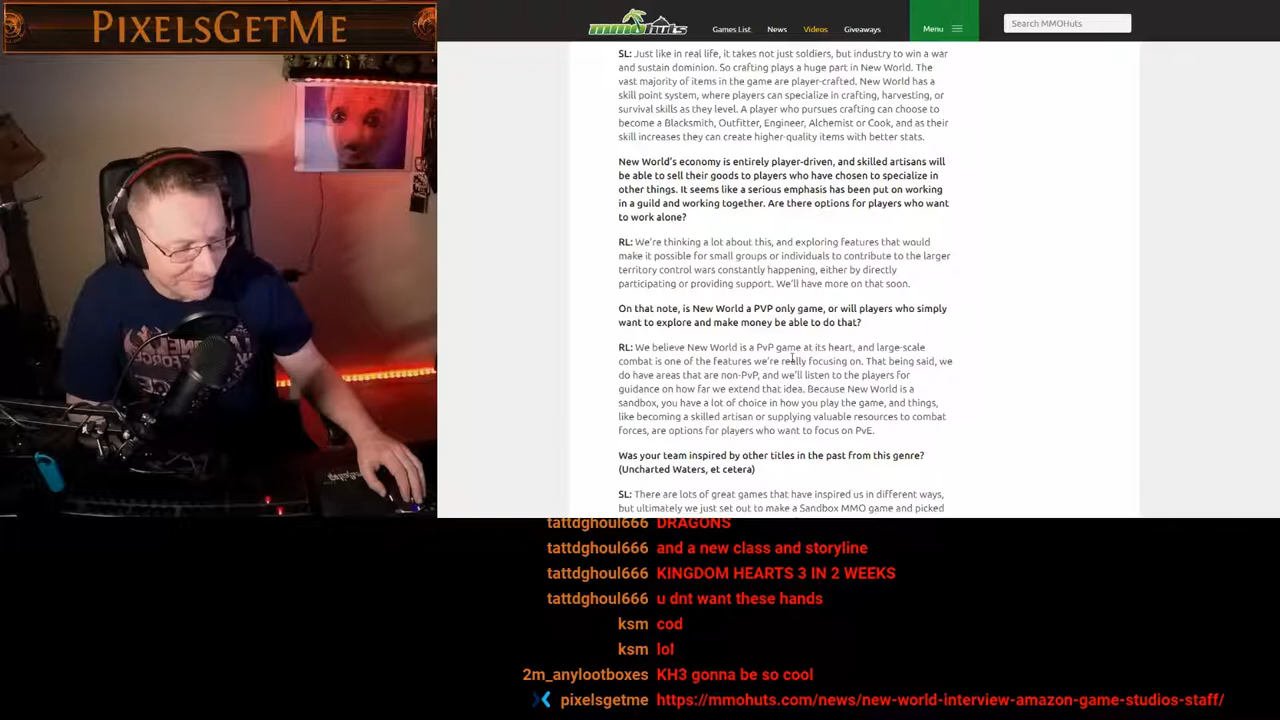 PIXELSGETME
mmohuts
Games List
News
Videos
Giveaways
Menu
Search MMOHuts
SL: Just like in real life, it takes not just soldiers, but industry to win a war
and sustain dominion. So crafting plays a huge part in New World. The
vast majority of items in the game are player-crafted. New World has a
skill point system, where players can specialize in crafting, harvesting, or
survival skills as they level. A player who pursues crafting can choose to
become a Blacksmith, Outfitter, Engineer, Alchemist or Cook, and as their
skill increases they can create higher-quality items with better stats.
New World's economy is entirely player-driven, and skilled artisans will
be able to sell their goods to players who have chosen to specialize in
other things. It seems like a serious emphasis has been put on working
in a guild and working together. Are there options for players who want
to work alone?
RL: We're thinking a lot about this, and exploring features that would
make it possible for small groups or individuals to contribute to the larger
territory control wars constantly happening, either by directly
participating or providing support. We'll have more on that soon.
On that note, is New World a PVP only game, or will players who simply
want to explore and make money be able to do that?
RL: We believe New World is a PvP game at its heart, and large-scale
combat is one of the features we're really focusing on. That being said, we
do have areas that are non-PvP, and we'll listen to the players for
guidance on how far we extend that idea. Because New World is a
sandbox, you have a lot of choice in how you play the game, and things,
like becoming a skilled artisan or supplying valuable resources to combat
forces, are options for players who want to focus on PvE.
Was your team inspired by other titles in the past from this genre?
(Uncharted Waters, et cetera)
SL: There are lots of great games that have inspired us in different ways,
but ultimately we just set out to make a Sandbox MMO game and picked
tattdghoul666 DRAGONS
tattdghoul666 and a new class and storyline
tattdghoul666 KINGDOM HEARTS 3 IN 2 WEEKS
tattdghoul666 u dnt want these hands
ksm cod
ksm lol
2m_anylootboxes KH3 gonna be so cool
pixelsgetme https://mmohuts.com/news/new-world-interview-amazon-game-studios-staff/